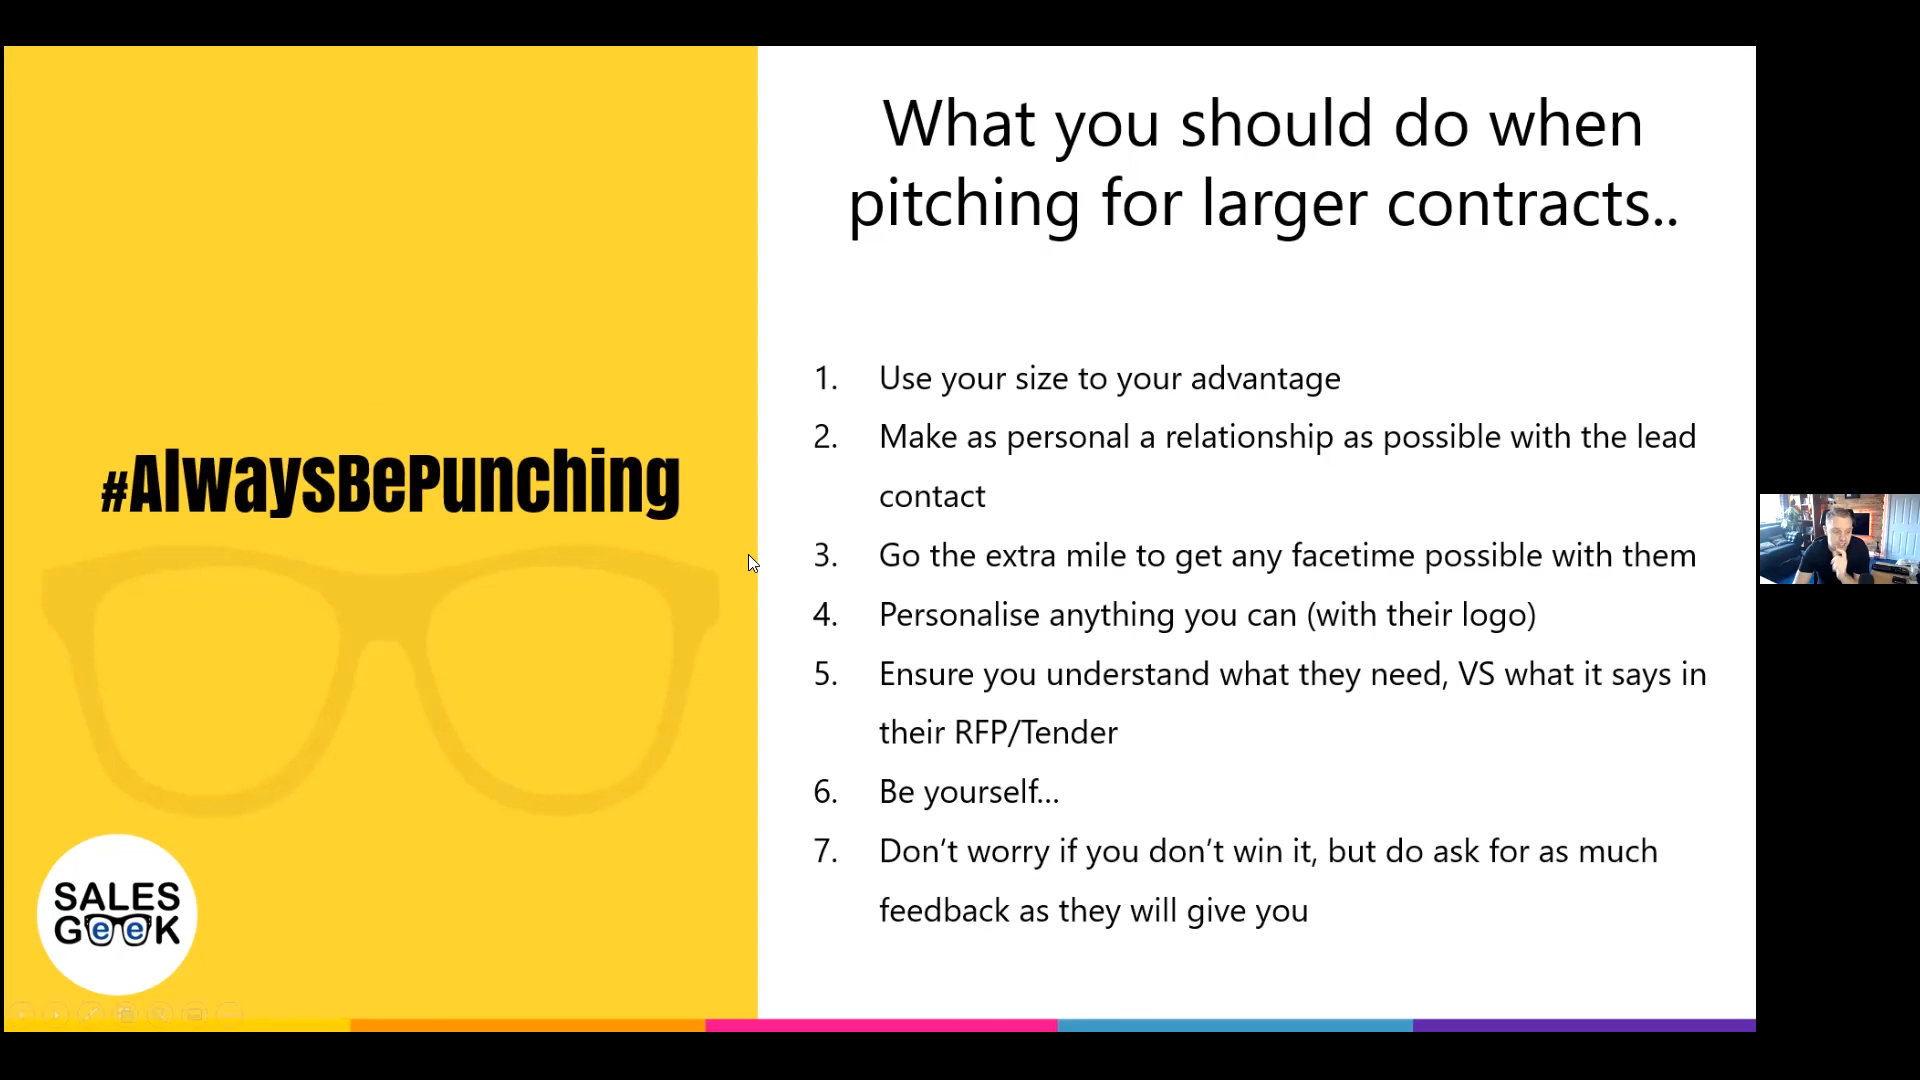 What you should do when
pitching for larger contracts..
#AlwaysBePunching
1. Use your size to your advantage
2. Make as personal a relationship as possible with the lead
contact
3. Go the extra mile to get any facetime possible with them
4. Personalise anything you can (with their logo)
5. Ensure you understand what they need, VS what it says in
their RFP/Tender
6. Be yourself...
7. Don’t worry if you don’t win it, but do ask for as much
feedback as they will give you
SALES
GeeK